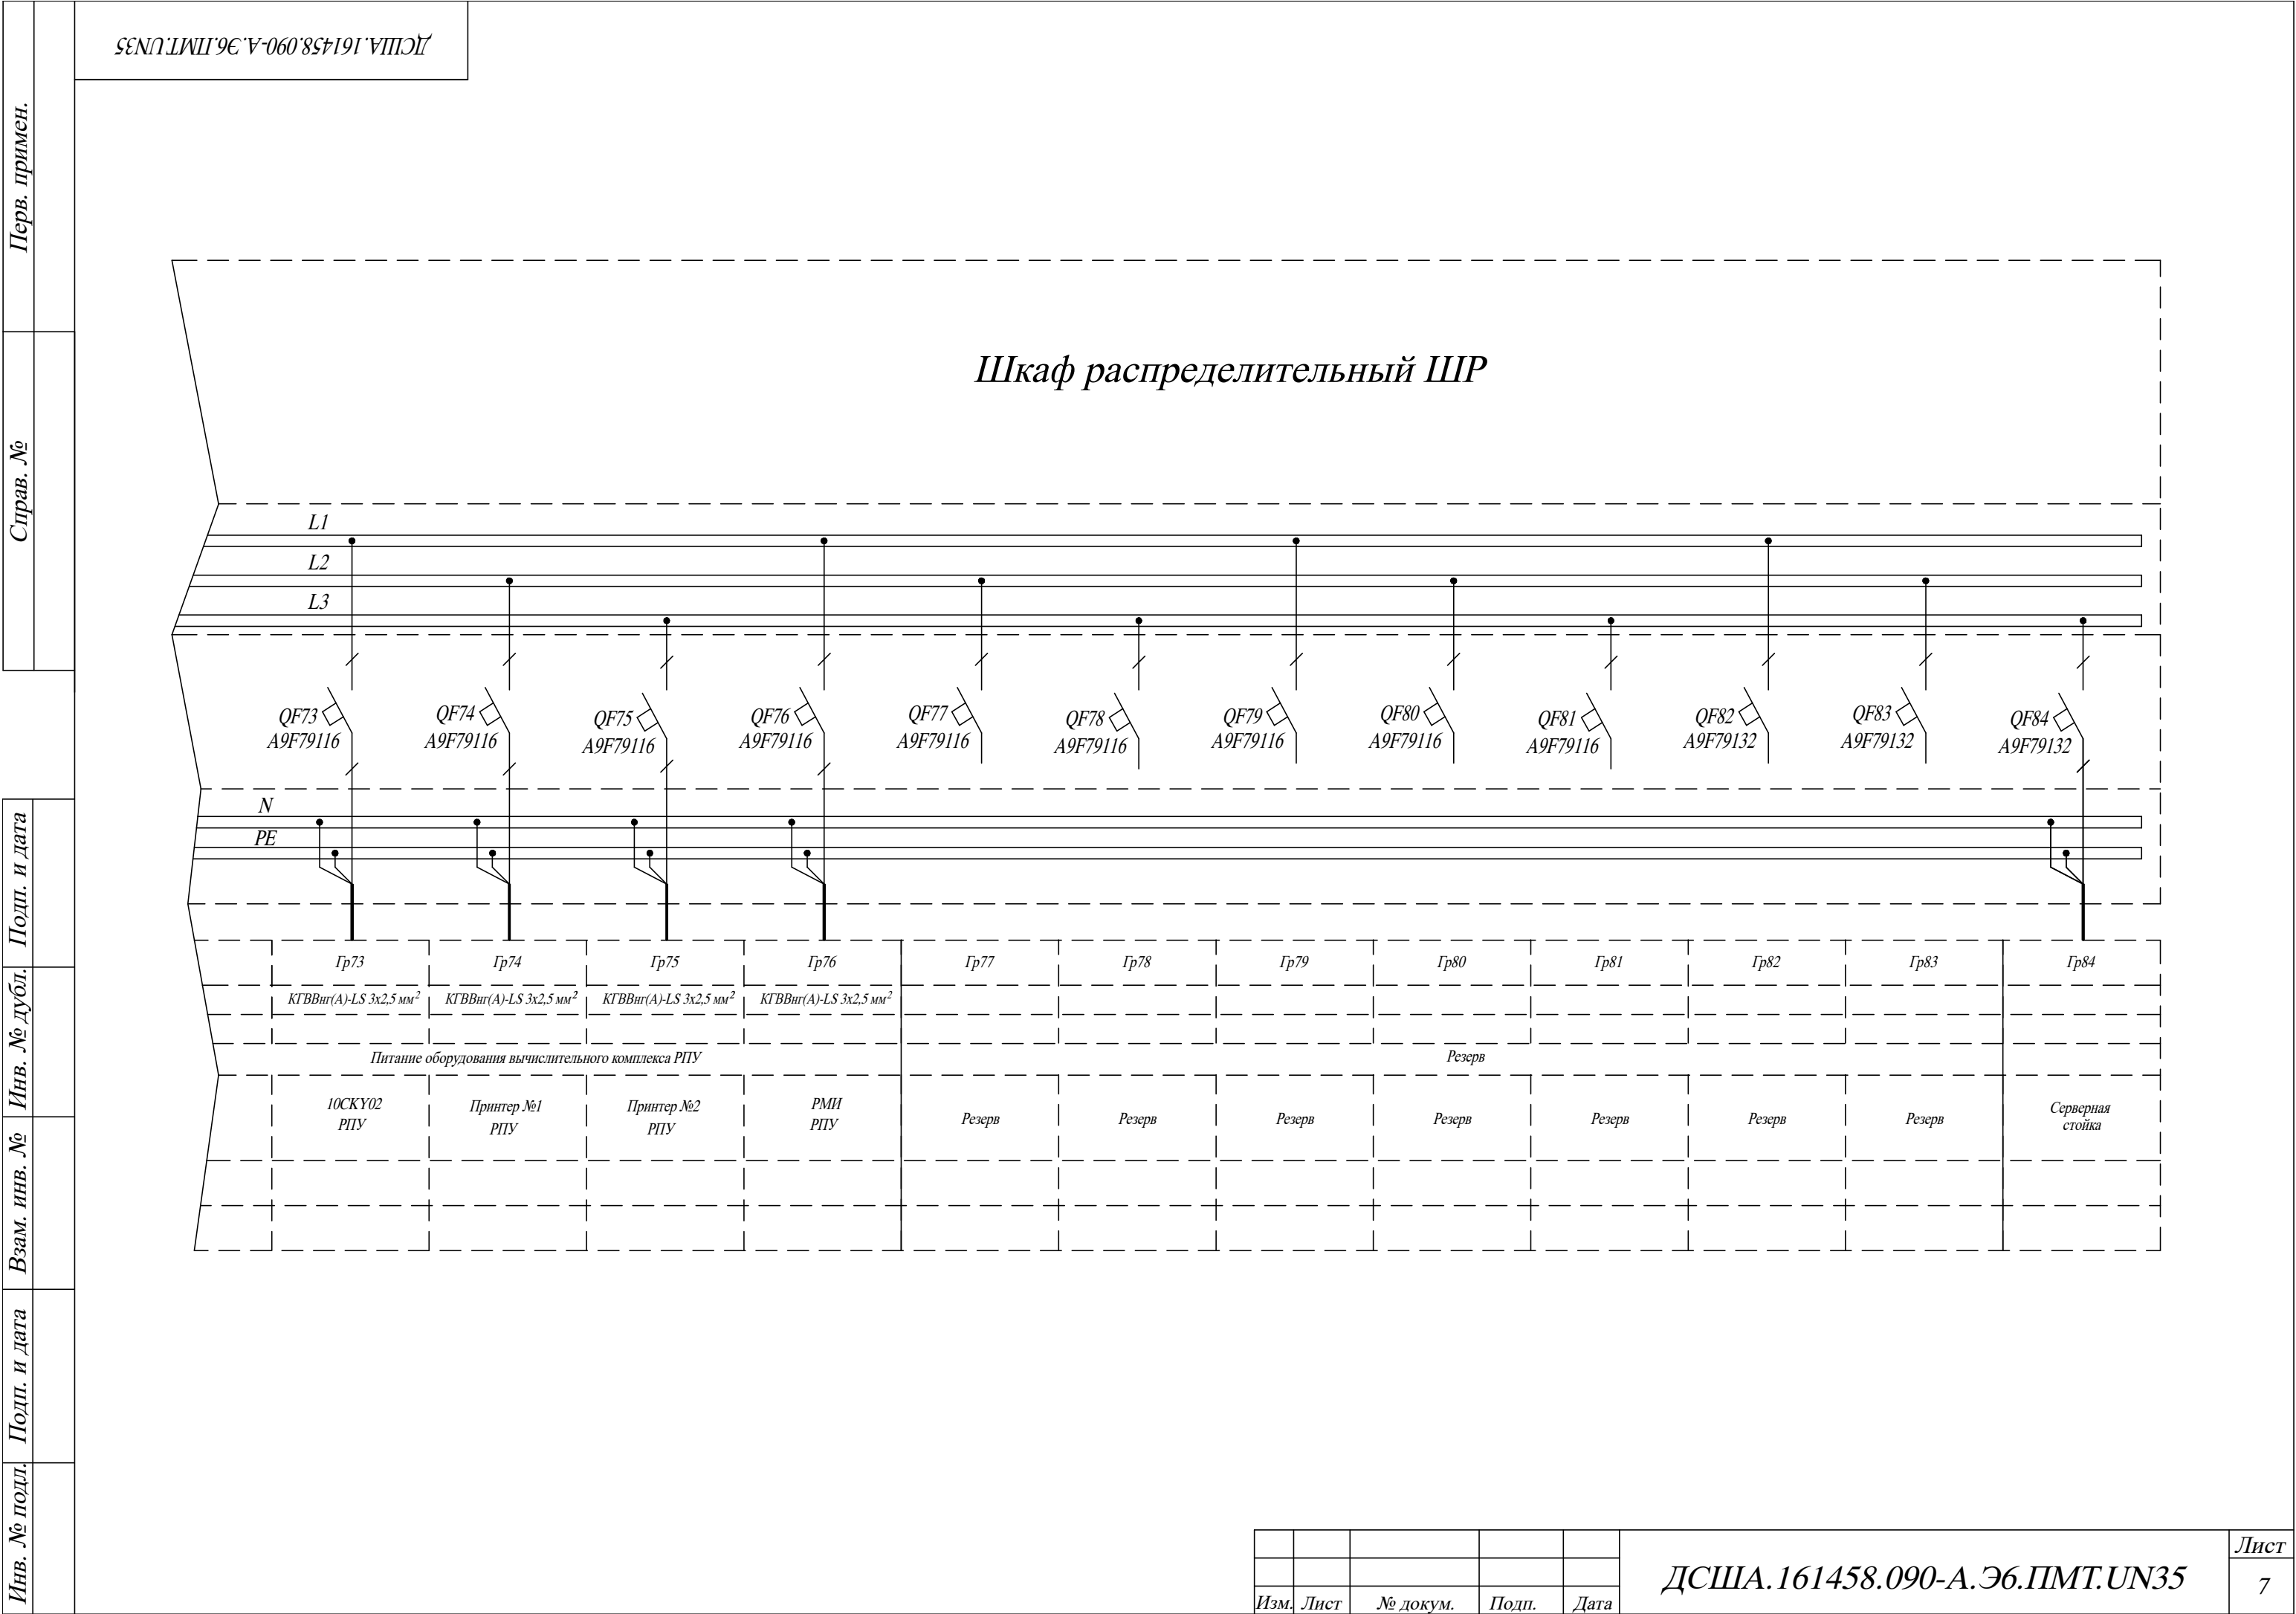 ДСША.161458.090-А.Э6.ПМТ.UN35
Перв. примен.
Справ. №
Подп. и дата
Инв. № дубл.
Взам. инв. №
Подп. и дата
Инв. № подл.
Шкаф распределительный ШР
L1
L2
L3
QF73 QF74 QF75 QF76 QF77 QF78 QF79 QF80 QF81 QF82 QF83 QF84
A9F79116 A9F79116 A9F79116 A9F79116 A9F79116 A9F79116 A9F79116 A9F79116 A9F79116 A9F79132 A9F79132 A9F79132
N
PE
Гр73 Гр74 Гр75 Гр76 Гр77 Гр78 Гр79 Гр80 Гр81 Гр82 Гр83 Гр84
КГВВнг(А)-LS 3x2,5 мм² КГВВнг(А)-LS 3x2,5 мм² КГВВнг(А)-LS 3x2,5 мм² КГВВнг(А)-LS 3x2,5 мм²
Питание оборудования вычислительного комплекса РПУ Резерв
10CKY02 Принтер №1 Принтер №2 РМИ Серверная
РПУ РПУ РПУ РПУ Резерв Резерв Резерв Резерв Резерв Резерв Резерв стойка
Изм. Лист № докум. Подп. Дата
ДСША.161458.090-А.Э6.ПМТ.UN35
Лист
7